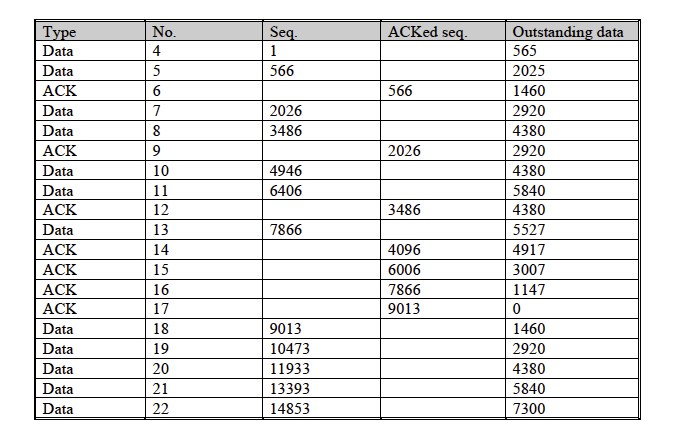 Type No. Seq. ACKed seq. Outstanding data
Data 4 1 565
Data 5 566 2025
ACK 6 566 1460
Data 7 2026 2920
Data 8 3486 4380
ACK 9 2026 2920
Data 10 4946 4380
Data 11 6406 5840
ACK 12 3486 4380
Data 13 7866 5527
ACK 14 4096 4917
ACK 15 6006 3007
ACK 16 7866 1147
ACK 17 9013 0
Data 18 9013 1460
Data 19 10473 2920
Data 20 11933 4380
Data 21 13393 5840
Data 22 14853 7300